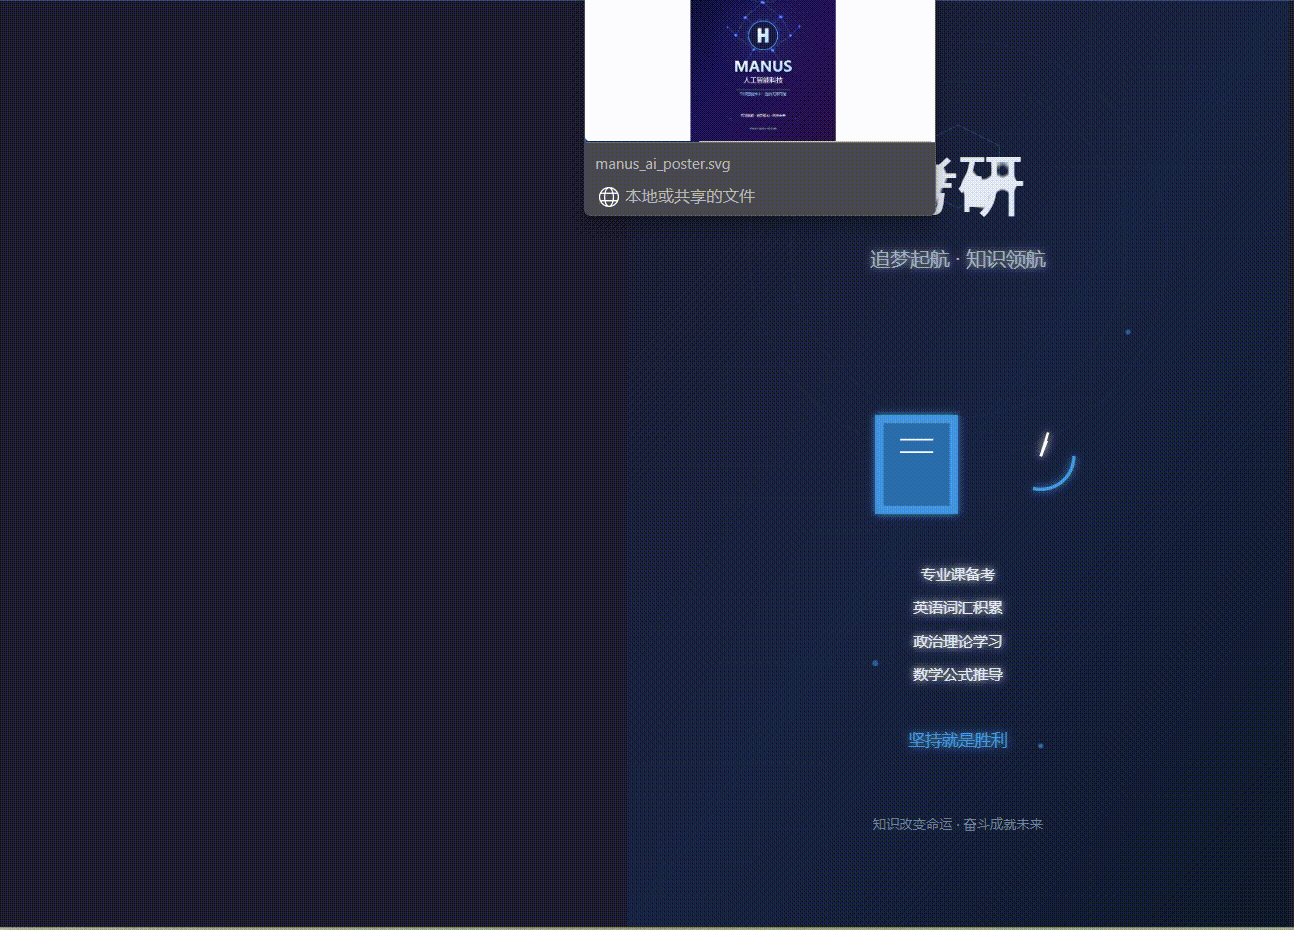 H
MANUS
人工智能科技
manus_ai_poster.svg
本地或共享的文件
考研
追梦起航 · 知识领航
专业课备考
英语词汇积累
政治理论学习
数学公式推导
坚持就是胜利
知识改变命运 · 奋斗成就未来